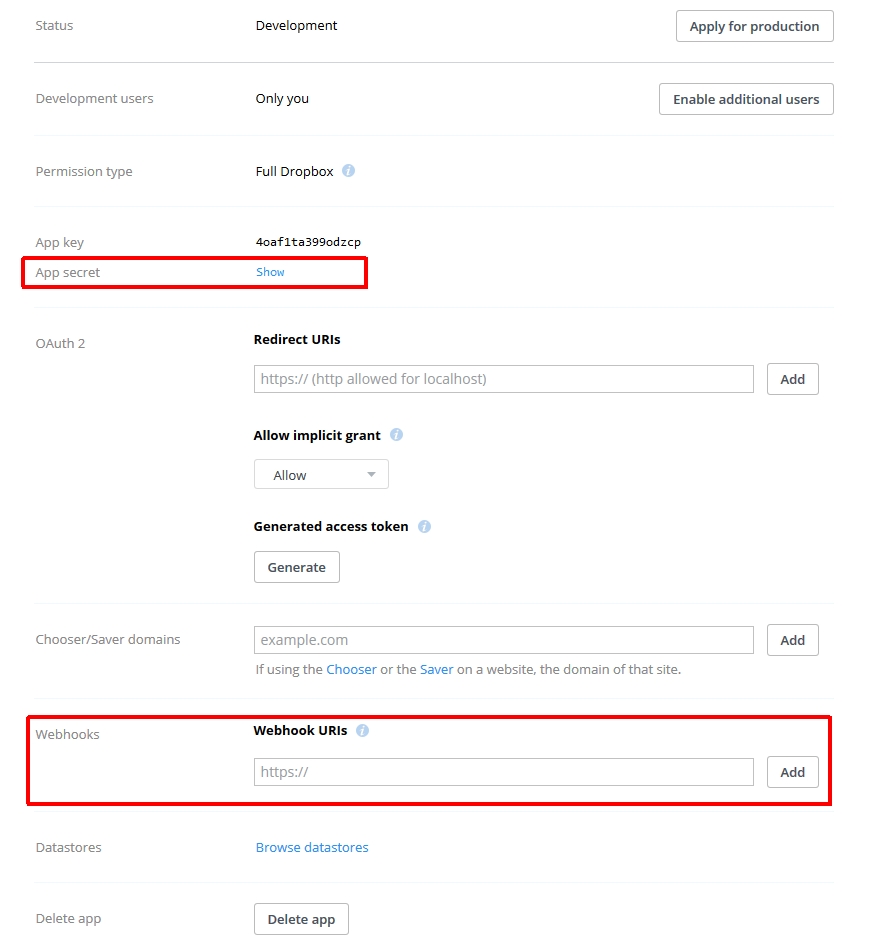 Status Development Apply for production
Development users Only you Enable additional users
Permission type Full Dropbox i
App key 4oaf1ta399odzcp
App secret Show
OAuth 2 Redirect URIs
https:// (http allowed for localhost) Add
Allow implicit grant i
Allow
Generated access token i
Generate
Chooser/Saver domains example.com Add
If using the Chooser or the Saver on a website, the domain of that site.
Webhooks Webhook URIs i
https:// Add
Datastores Browse datastores
Delete app Delete app